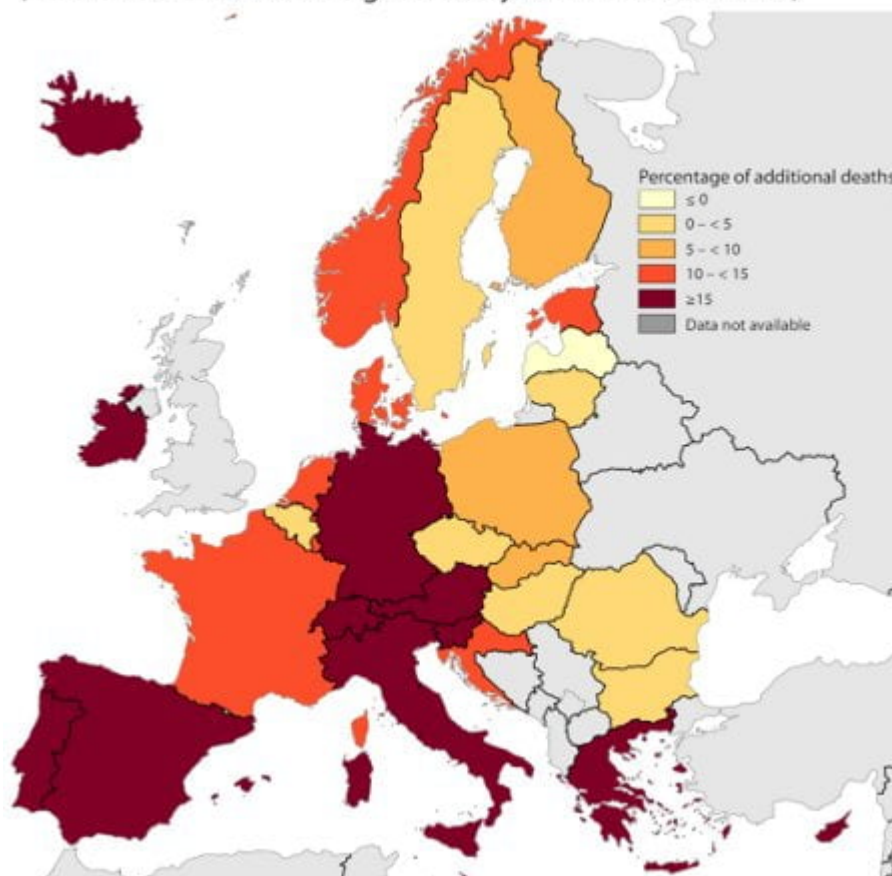 Percentage of additional deaths
≤ 0
0 – < 5
5 – < 10
10 – < 15
≥15
Data not available